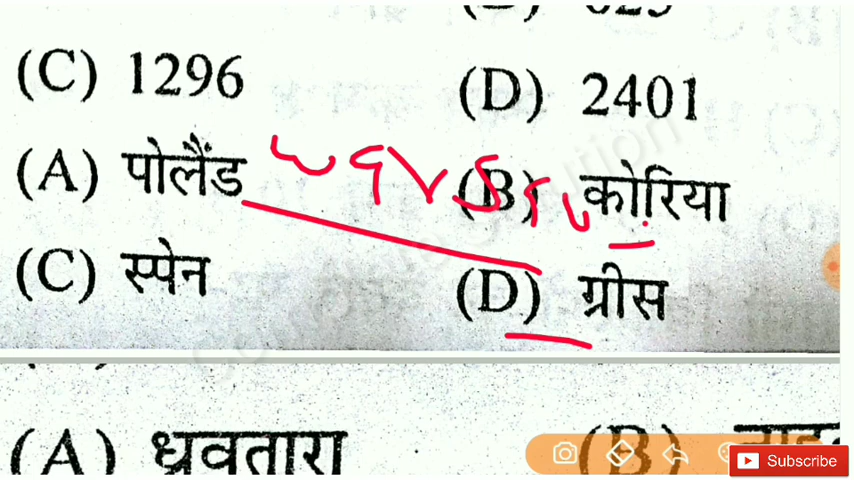 (C) 1296 (D) 2401
(A) पोलैंड (B) कोरिया
(C) स्पेन (D) ग्रीस
(A) ध्रुवतारा (B)
Subscribe